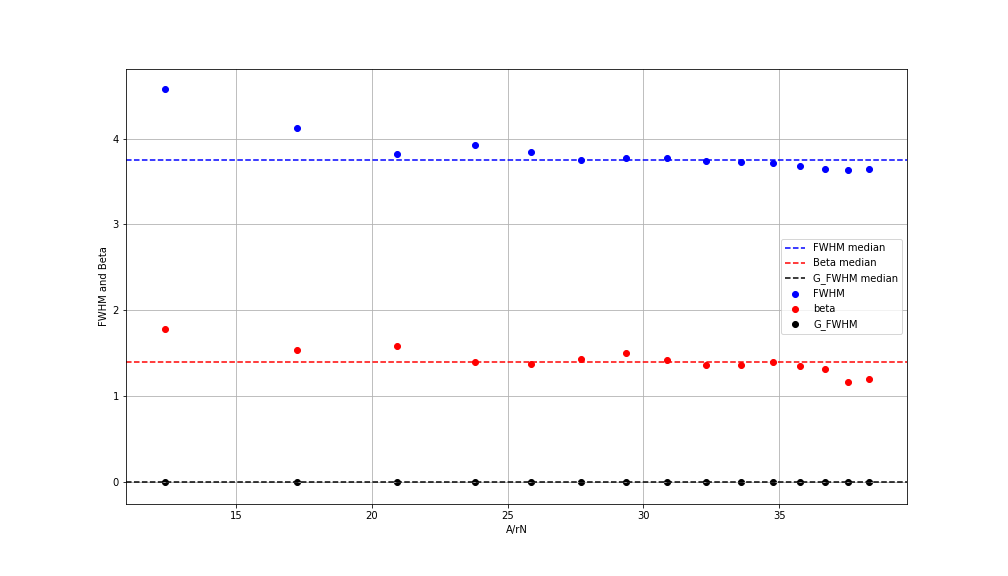 4
3
2
1
0
FWHM and Beta
15
20
25
30
35
A/rN
FWHM median
Beta median
G_FWHM median
FWHM
beta
G_FWHM